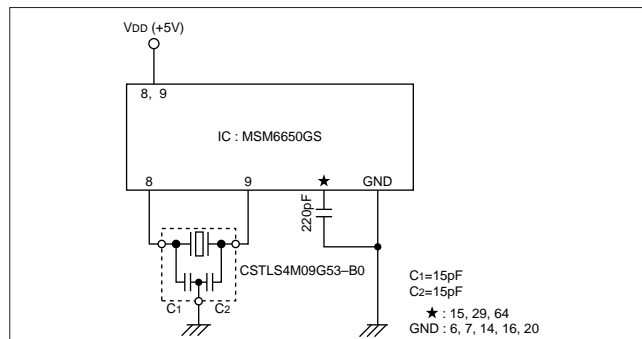 VDD (+5V)
8, 9
IC : MSM6650GS
8
9
★
GND
220pF
CSTLS4M09G53–B0
C1
C2
C1=15pF
C2=15pF
★ : 15, 29, 64
GND : 6, 7, 14, 16, 20